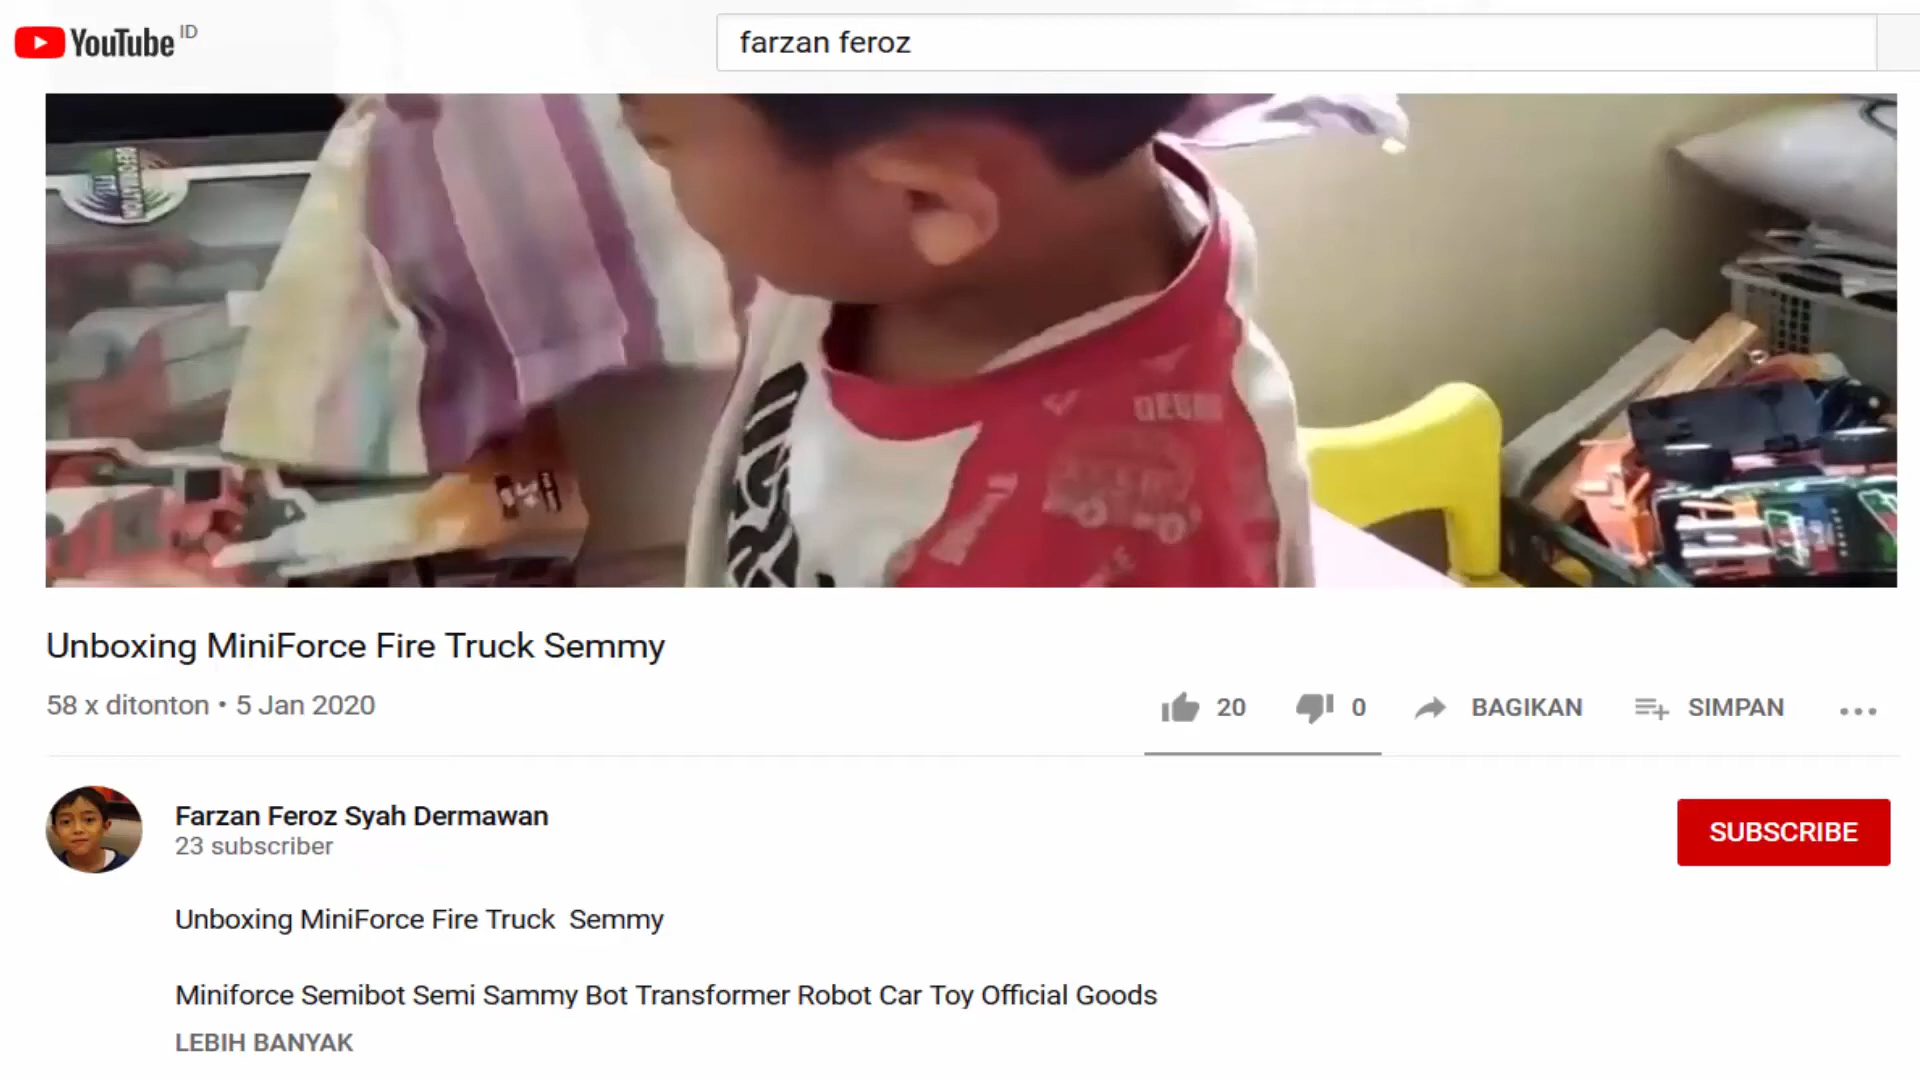 YouTube ID
farzan feroz
Unboxing MiniForce Fire Truck Semmy
58 x ditonton • 5 Jan 2020
20 0 BAGIKAN SIMPAN
Farzan Feroz Syah Dermawan
23 subscriber
SUBSCRIBE
Unboxing MiniForce Fire Truck Semmy
Miniforce Semibot Semi Sammy Bot Transformer Robot Car Toy Official Goods
LEBIH BANYAK